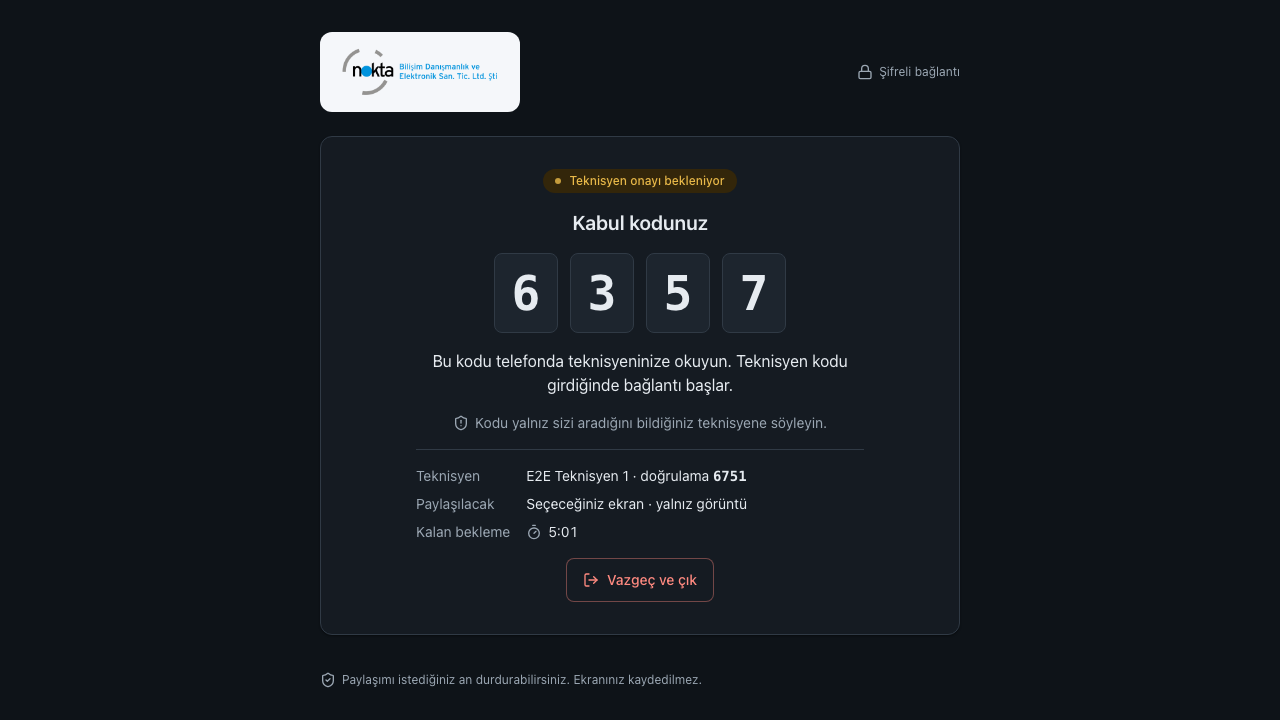 nokta Bilişim Danışmanlık ve
Elektronik San. Tic. Ltd. Şti
Şifreli bağlantı
Teknisyen onayı bekleniyor
Kabul kodunuz
6 3 5 7
Bu kodu telefonda teknisyeninize okuyun. Teknisyen kodu
girdiğinde bağlantı başlar.
Kodu yalnız sizi aradığını bildiğiniz teknisyene söyleyin.
Teknisyen E2E Teknisyen 1 · doğrulama 6751
Paylaşılacak Seçeceğiniz ekran · yalnız görüntü
Kalan bekleme 5:01
Vazgeç ve çık
Paylaşımı istediğiniz an durdurabilirsiniz. Ekranınız kaydedilmez.